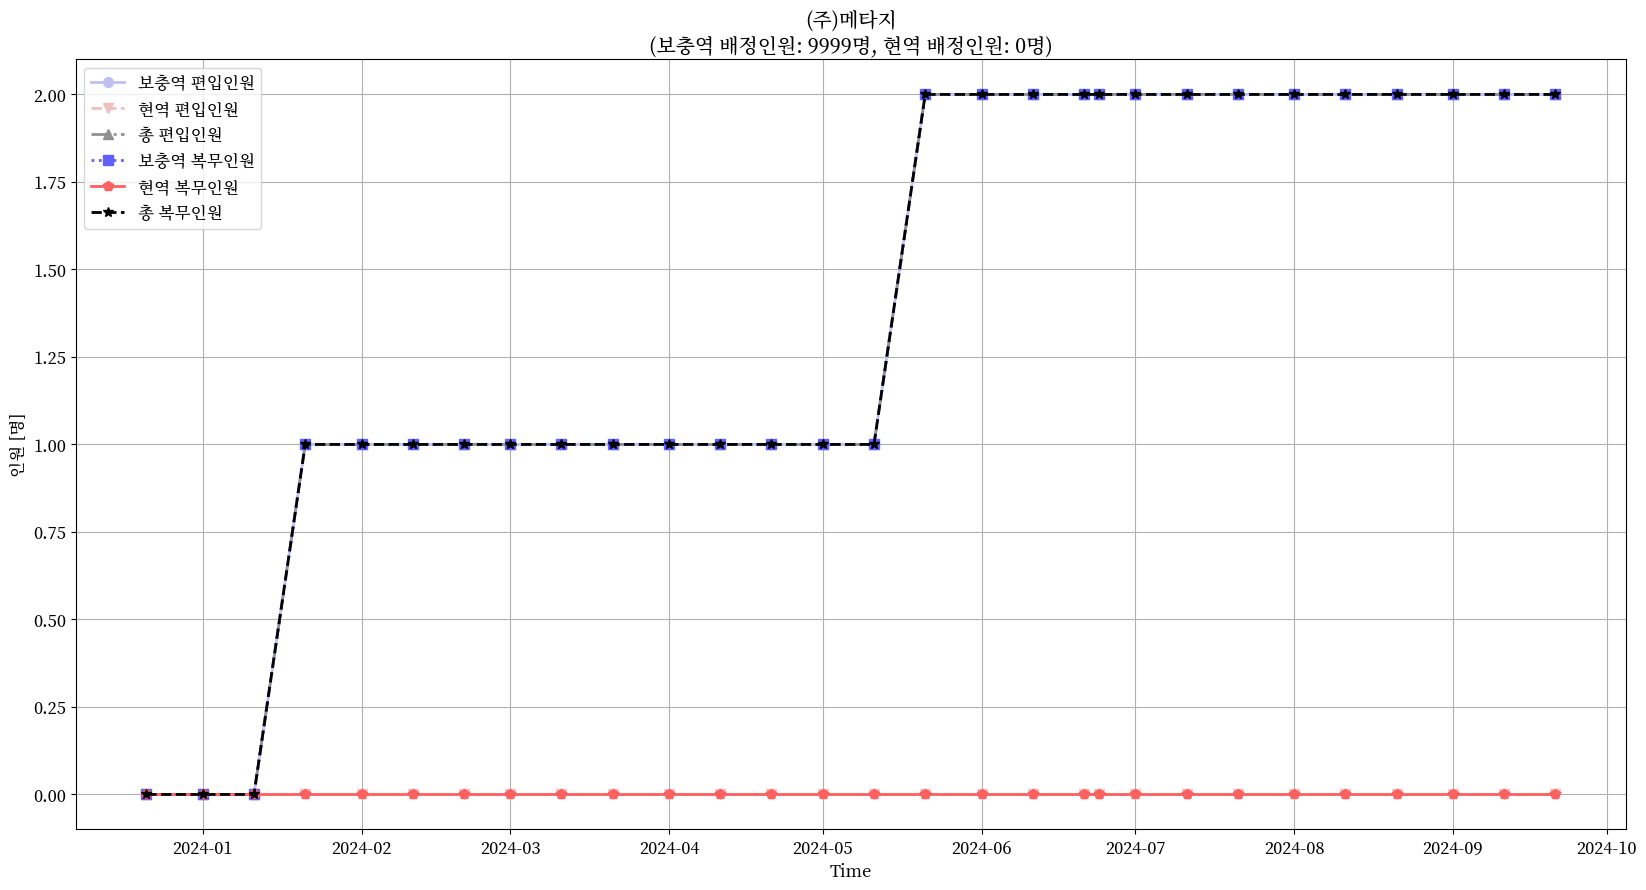 (주)메타지
(보충역 배정인원: 9999명, 현역 배정인원: 0명)
보충역 편입인원
현역 편입인원
총 편입인원
보충역 복무인원
현역 복무인원
총 복무인원
2.00
1.75
1.50
1.25
1.00
0.75
0.50
0.25
0.00
인원 [명]
2024-01 2024-02 2024-03 2024-04 2024-05 2024-06 2024-07 2024-08 2024-09 2024-10
Time